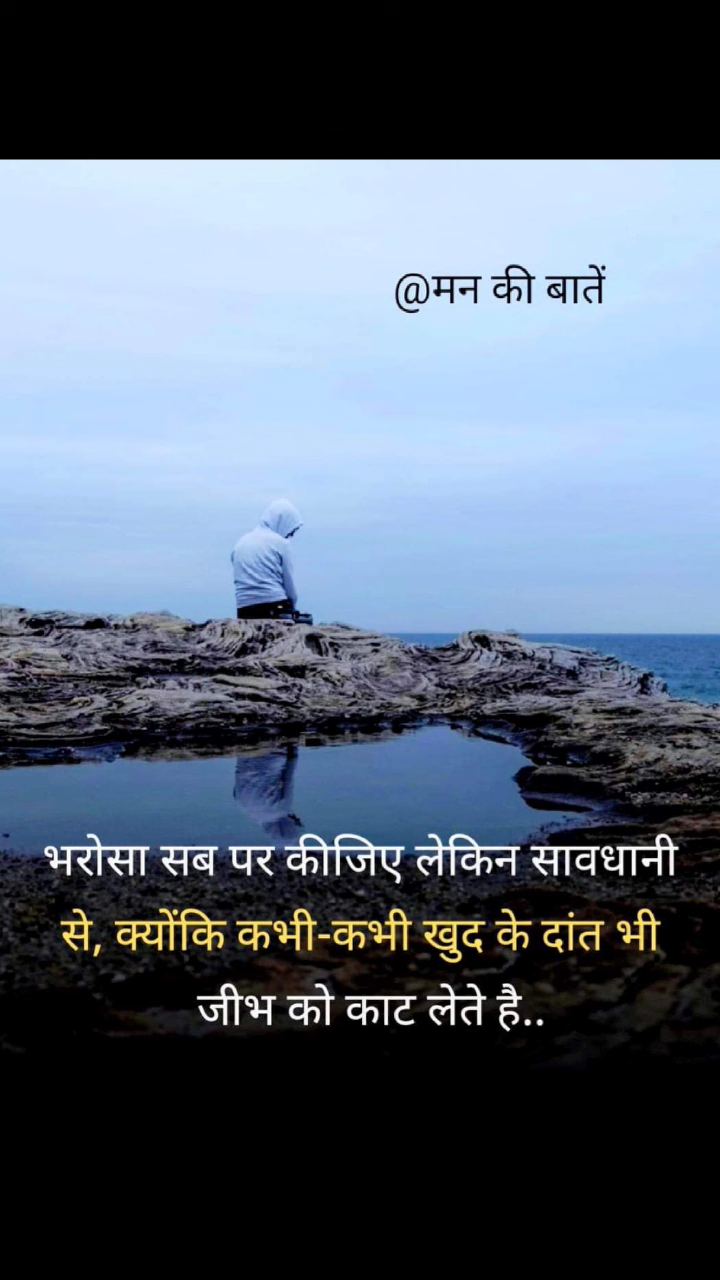 @मन की बातें
भरोसा सब पर कीजिए लेकिन सावधानी
से, क्योंकि कभी-कभी खुद के दांत भी
जीभ को काट लेते है..